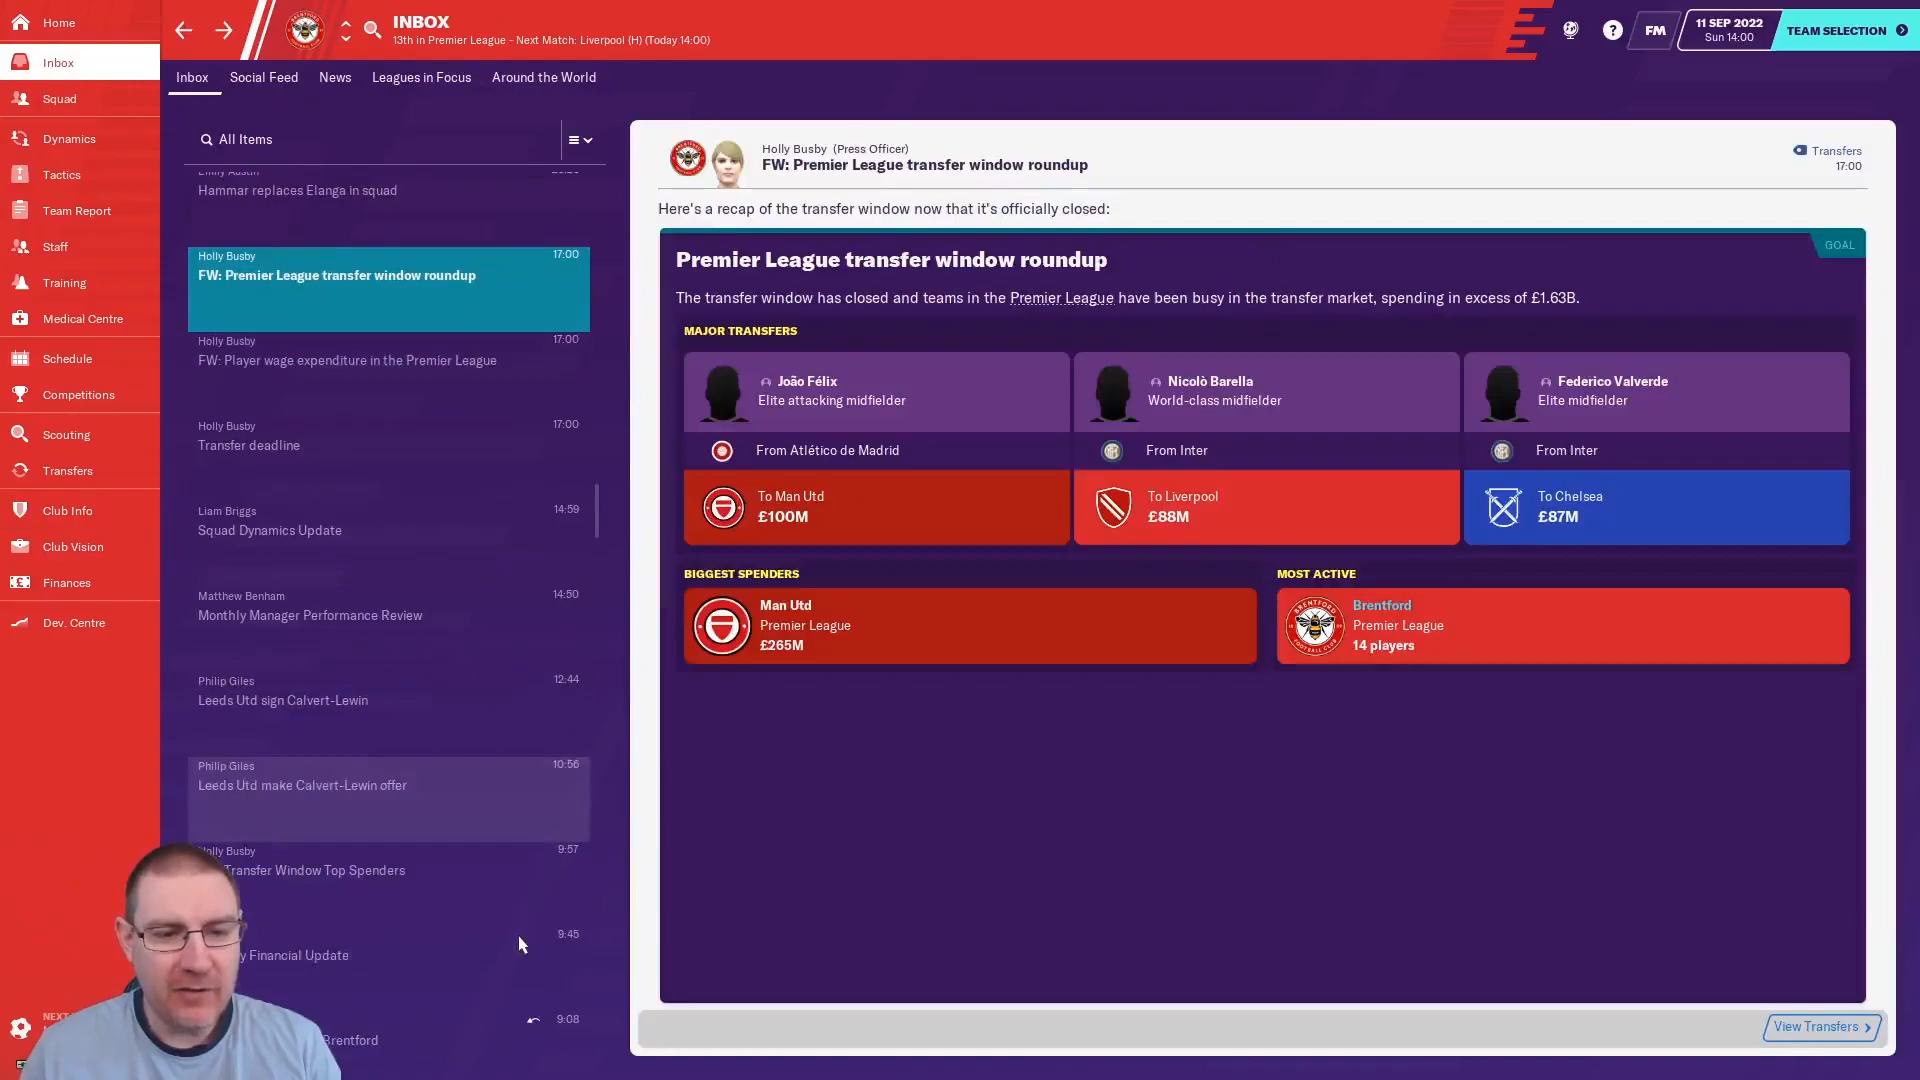 Home
Inbox
Squad
Dynamics
Tactics
Team Report
Staff
Training
Medical Centre
Schedule
Competitions
Scouting
Transfers
Club Info
Club Vision
Finances
Dev. Centre
INBOX
13th in Premier League - Next Match: Liverpool (H) (Today 14:00)
FM
11 SEP 2022
Sun 14:00
TEAM SELECTION
Inbox Social Feed News Leagues in Focus Around the World
All Items
Hammar replaces Elanga in squad
Holly Busby 17:00
FW: Premier League transfer window roundup
Holly Busby 17:00
FW: Player wage expenditure in the Premier League
Holly Busby 17:00
Transfer deadline
Liam Briggs 14:59
Squad Dynamics Update
Matthew Benham 14:50
Monthly Manager Performance Review
Philip Giles 12:44
Leeds Utd sign Calvert-Lewin
Philip Giles 10:56
Leeds Utd make Calvert-Lewin offer
Busby 9:57
Transfer Window Top Spenders
9:45
Financial Update
9:08
Brentford
NEXT
Holly Busby (Press Officer)
FW: Premier League transfer window roundup
Transfers
17:00
Here's a recap of the transfer window now that it's officially closed:
GOAL
Premier League transfer window roundup
The transfer window has closed and teams in the Premier League have been busy in the transfer market, spending in excess of £1.63B.
MAJOR TRANSFERS
João Félix
Elite attacking midfielder
From Atlético de Madrid
To Man Utd
£100M
Nicolò Barella
World-class midfielder
From Inter
To Liverpool
£88M
Federico Valverde
Elite midfielder
From Inter
To Chelsea
£87M
BIGGEST SPENDERS
Man Utd
Premier League
£265M
MOST ACTIVE
Brentford
Premier League
14 players
View Transfers